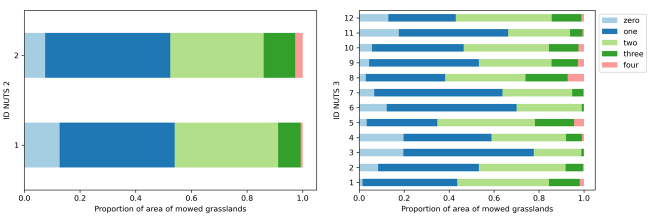 2
1
ID NUTS 2
0.0 0.2 0.4 0.6 0.8 1.0
Proportion of area of mowed grasslands
12
11
10
9
8
7
6
5
4
3
2
1
ID NUTS 3
0.0 0.2 0.4 0.6 0.8 1.0
Proportion of area of mowed grasslands
zero
one
two
three
four